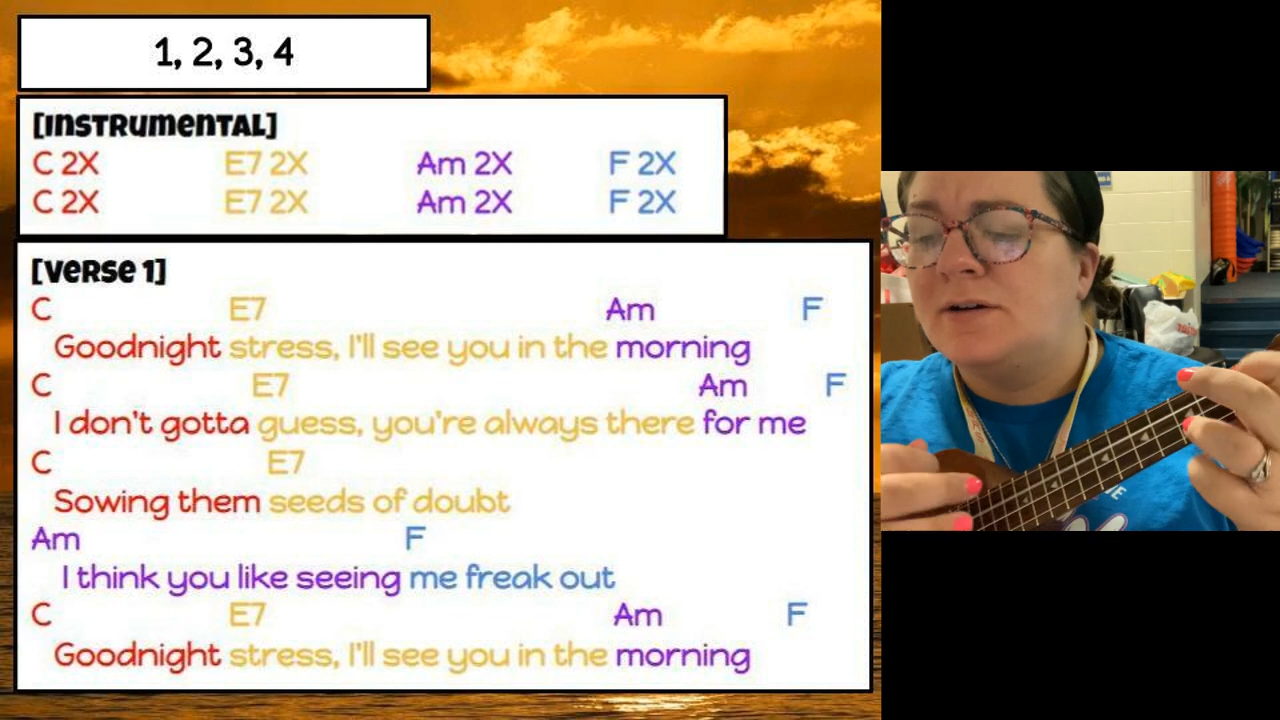 1, 2, 3, 4
[Instrumental]
C 2X E7 2X Am 2X F 2X
C 2X E7 2X Am 2X F 2X
[Verse 1]
C E7 Am F
Goodnight stress, I'll see you in the morning
C E7 Am F
I don't gotta guess, you're always there for me
C E7
Sowing them seeds of doubt
Am F
I think you like seeing me freak out
C E7 Am F
Goodnight stress, I'll see you in the morning